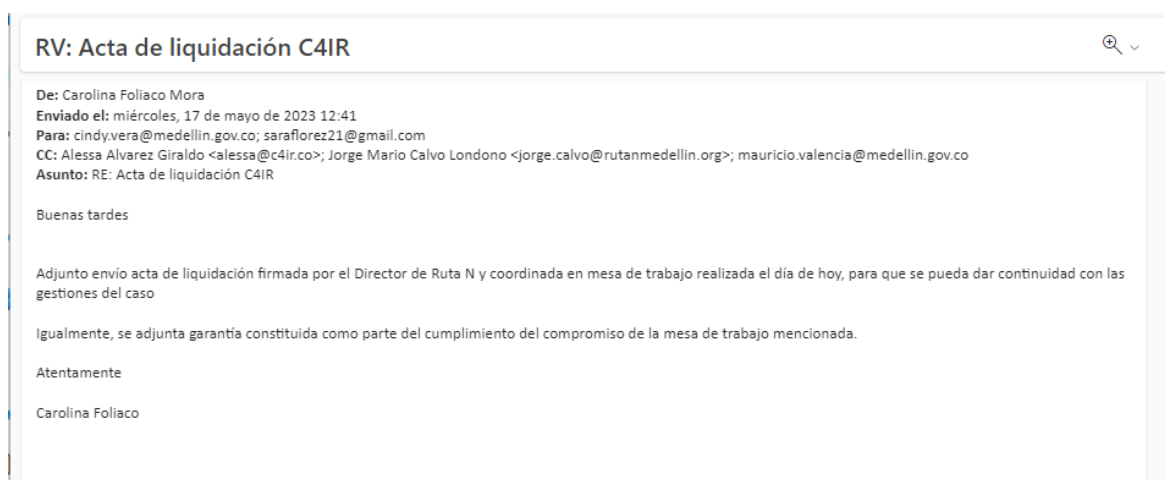 RV: Acta de liquidación C4IR
De: Carolina Foliaco Mora
Enviado el: miércoles, 17 de mayo de 2023 12:41
Para: cindy.vera@medellin.gov.co; saraflorez21@gmail.com
CC: Alessa Alvarez Giraldo <alessa@c4ir.co>; Jorge Mario Calvo Londono <jorge.calvo@rutanmedellin.org>; mauricio.valencia@medellin.gov.co
Asunto: RE: Acta de liquidación C4IR
Buenas tardes
Adjunto envío acta de liquidación firmada por el Director de Ruta N y coordinada en mesa de trabajo realizada el día de hoy, para que se pueda dar continuidad con las
gestiones del caso
Igualmente, se adjunta garantía constituida como parte del cumplimiento del compromiso de la mesa de trabajo mencionada.
Atentamente
Carolina Foliaco